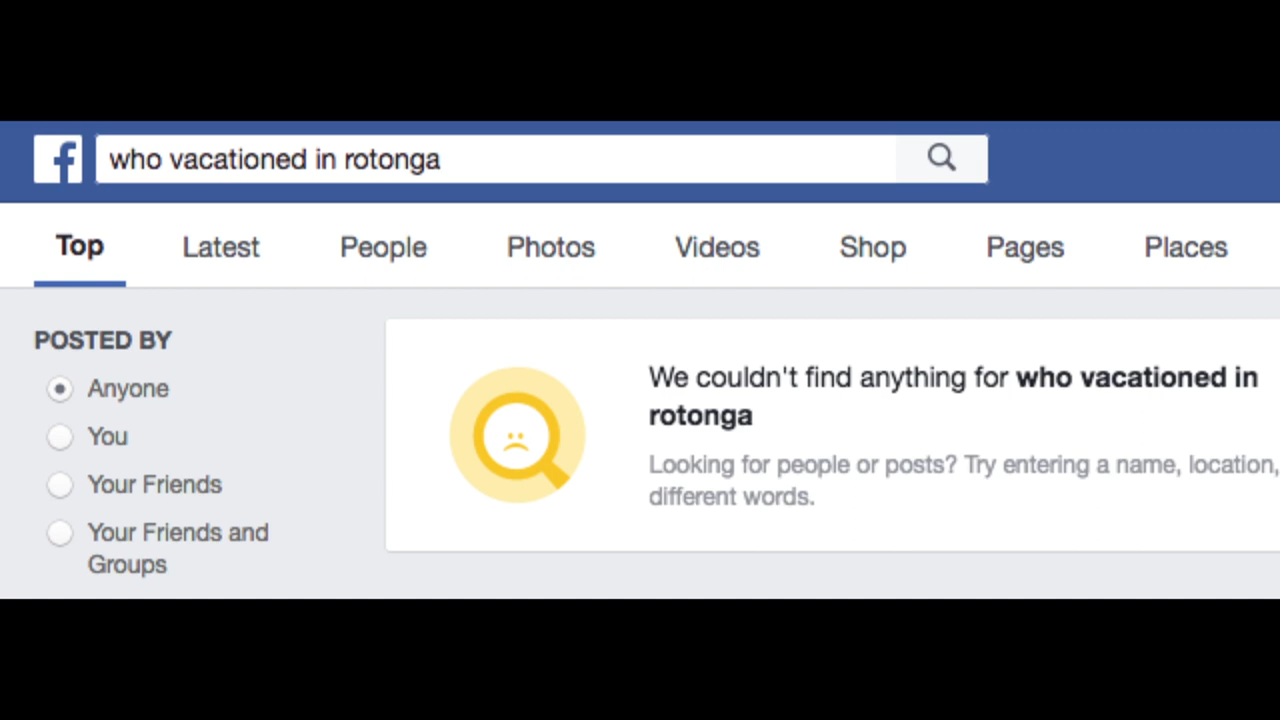 who vacationed in rotonga
Top Latest People Photos Videos Shop Pages Places
POSTED BY
Anyone
You
Your Friends
Your Friends and
Groups
We couldn't find anything for who vacationed in
rotonga
Looking for people or posts? Try entering a name, location,
different words.